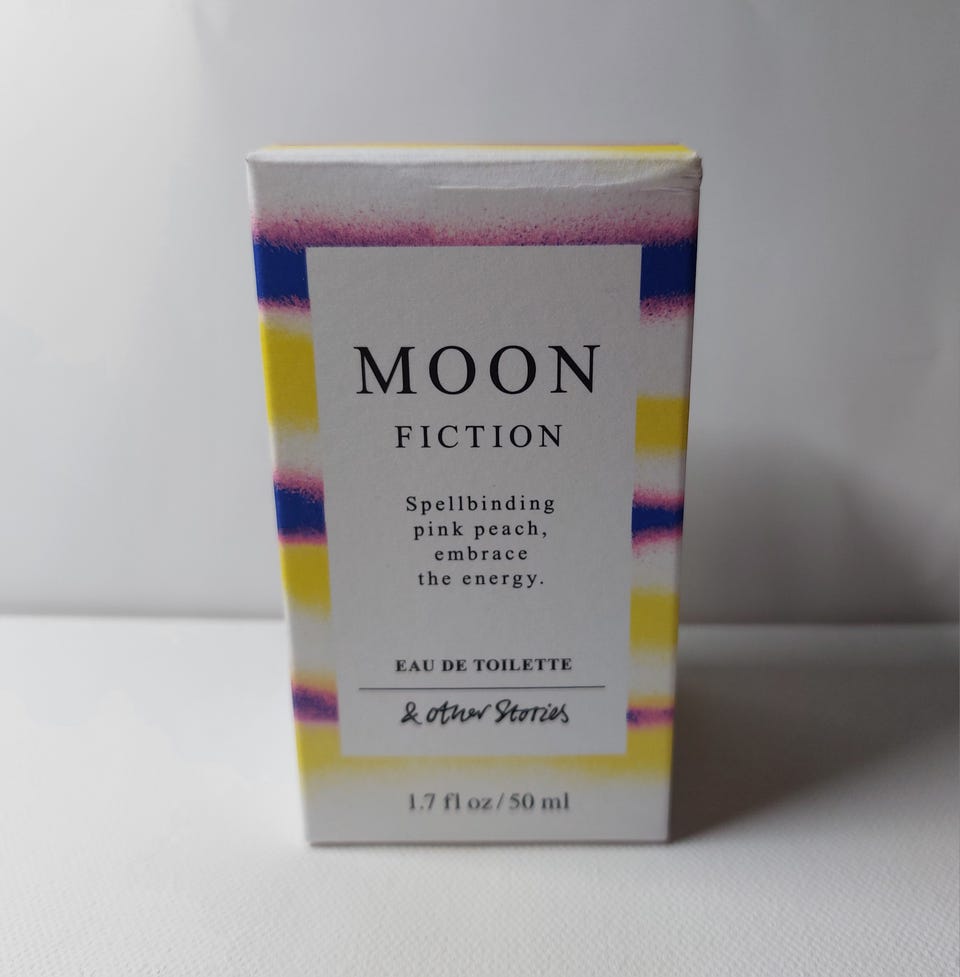 MOON
FICTION
Spellbinding
pink peach,
embrace
the energy.
EAU DE TOILETTE
& other Stories
1.7 fl oz / 50 ml